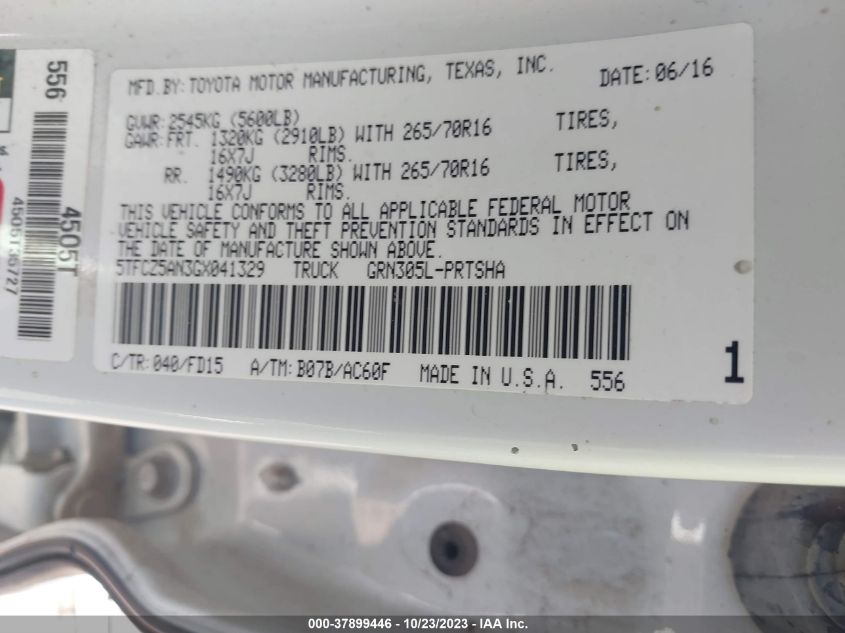 MFD.BY:TOYOTA MOTOR MANUFACTURING, TEXAS, INC. DATE:06/16
GVWR:2545KG (5600LB)
GAWR:FRT. 1320KG (2910LB) WITH 265/70R16 TIRES,
16X7J RIMS.
RR. 1490KG (3280LB) WITH 265/70R16 TIRES,
16X7J RIMS.
THIS VEHICLE CONFORMS TO ALL APPLICABLE FEDERAL MOTOR
VEHICLE SAFETY AND THEFT PREVENTION STANDARDS IN EFFECT ON
THE DATE OF MANUFACTURE SHOWN ABOVE.
5TFCZ5AN3GX041329 TRUCK GRN305L-PRTSHA
C/TR:040/FD15 A/TM:B07B/AC60F MADE IN U.S.A. 556
1
556
4505T
4505T35727
000-37899446 - 10/23/2023 - IAA Inc.